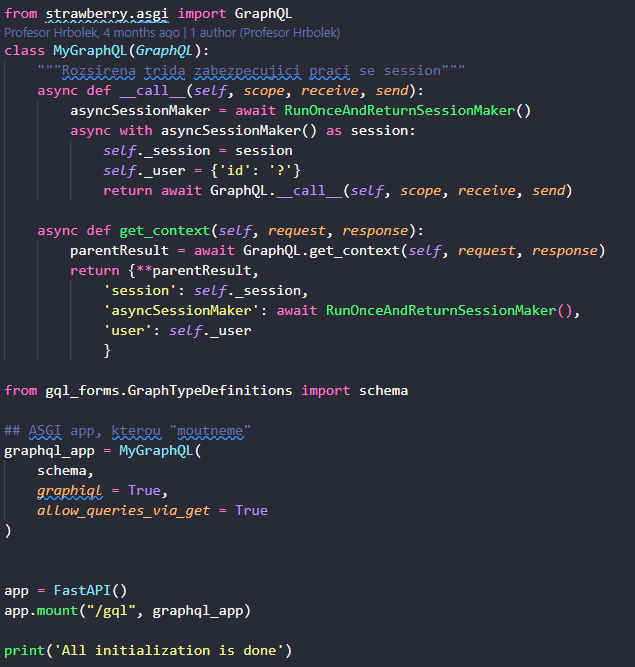 from strawberry.asgi import GraphQL
Profesor Hrbolek, 4 months ago | 1 author (Profesor Hrbolek)
class MyGraphQL(GraphQL):
    """Rozsirena trida zabezpecujici praci se session"""
    async def __call__(self, scope, receive, send):
        asyncSessionMaker = await RunOnceAndReturnSessionMaker()
        async with asyncSessionMaker() as session:
            self._session = session
            self._user = {'id': '?'}
            return await GraphQL.__call__(self, scope, receive, send)

    async def get_context(self, request, response):
        parentResult = await GraphQL.get_context(self, request, response)
        return {**parentResult,
            'session': self._session,
            'asyncSessionMaker': await RunOnceAndReturnSessionMaker(),
            'user': self._user
            }

from gql_forms.GraphTypeDefinitions import schema

## ASGI app, kterou "moutneme"
graphql_app = MyGraphQL(
    schema,
    graphiql = True,
    allow_queries_via_get = True
)


app = FastAPI()
app.mount("/gql", graphql_app)

print('All initialization is done')